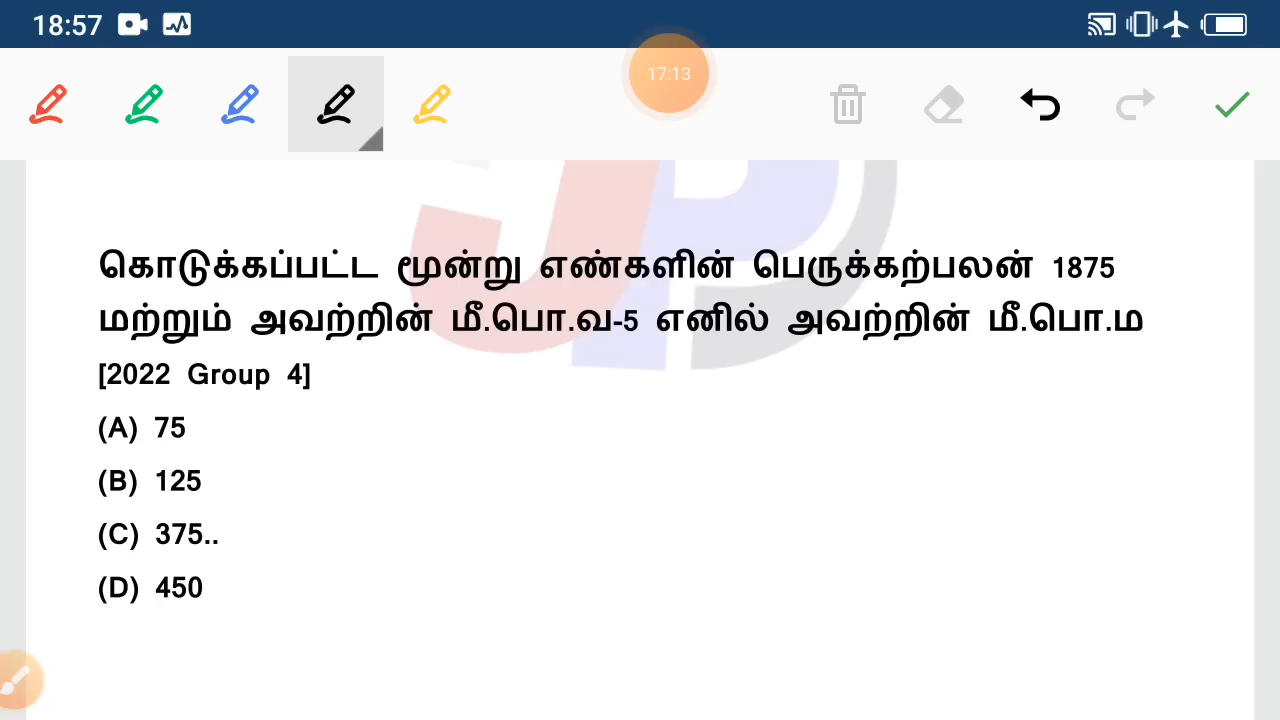 18:57
17:13
கொடுக்கப்பட்ட மூன்று எண்களின் பெருக்கற்பலன் 1875
மற்றும் அவற்றின் மீ.பொ.வ-5 எனில் அவற்றின் மீ.பொ.ம
[2022 Group 4]
(A) 75
(B) 125
(C) 375..
(D) 450